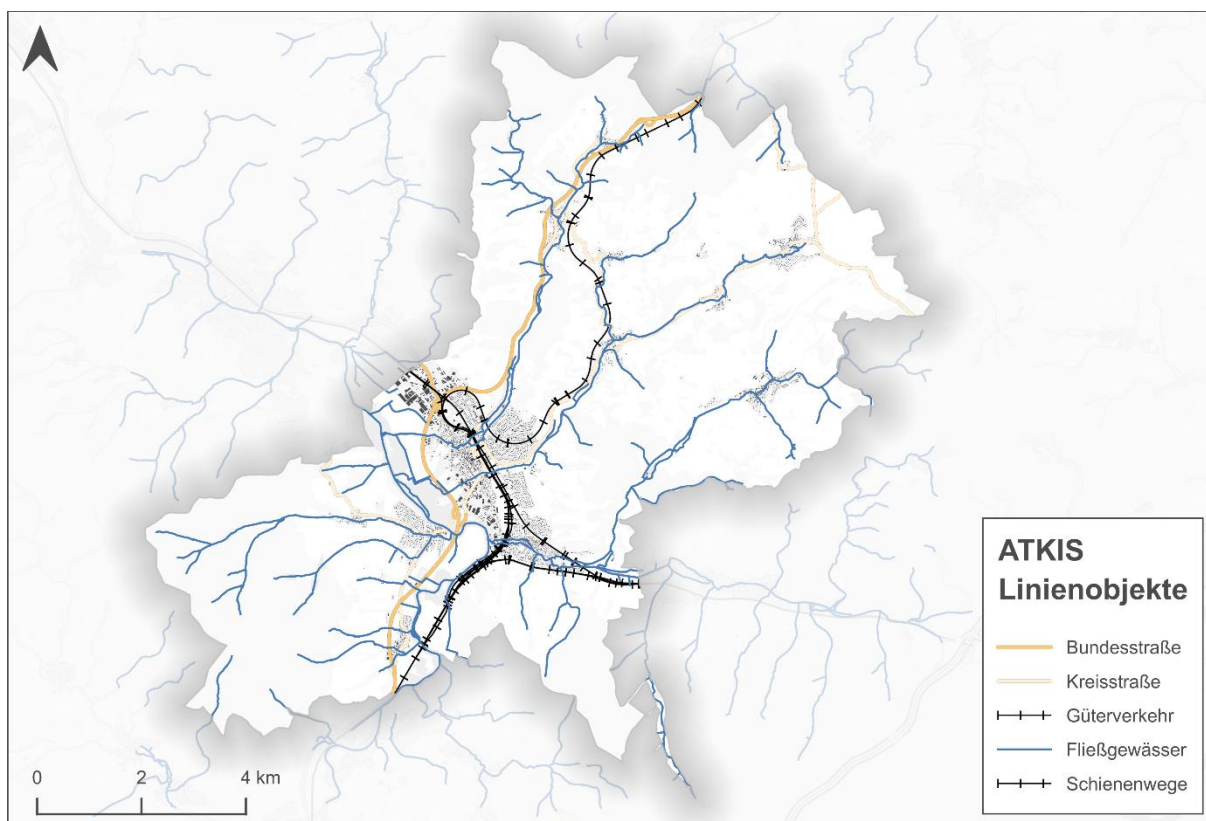 ATKIS
Linienobjekte
Bundesstraße
Kreisstraße
Güterverkehr
Fließgewässer
Schienenwege
0 2 4 km